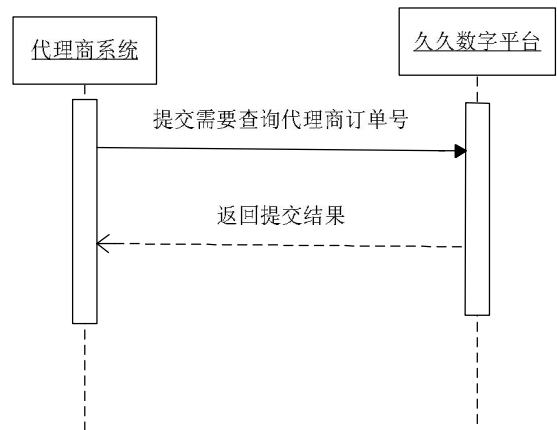 代理商系统
久久数字平台
提交需要查询代理商订单号
返回提交结果